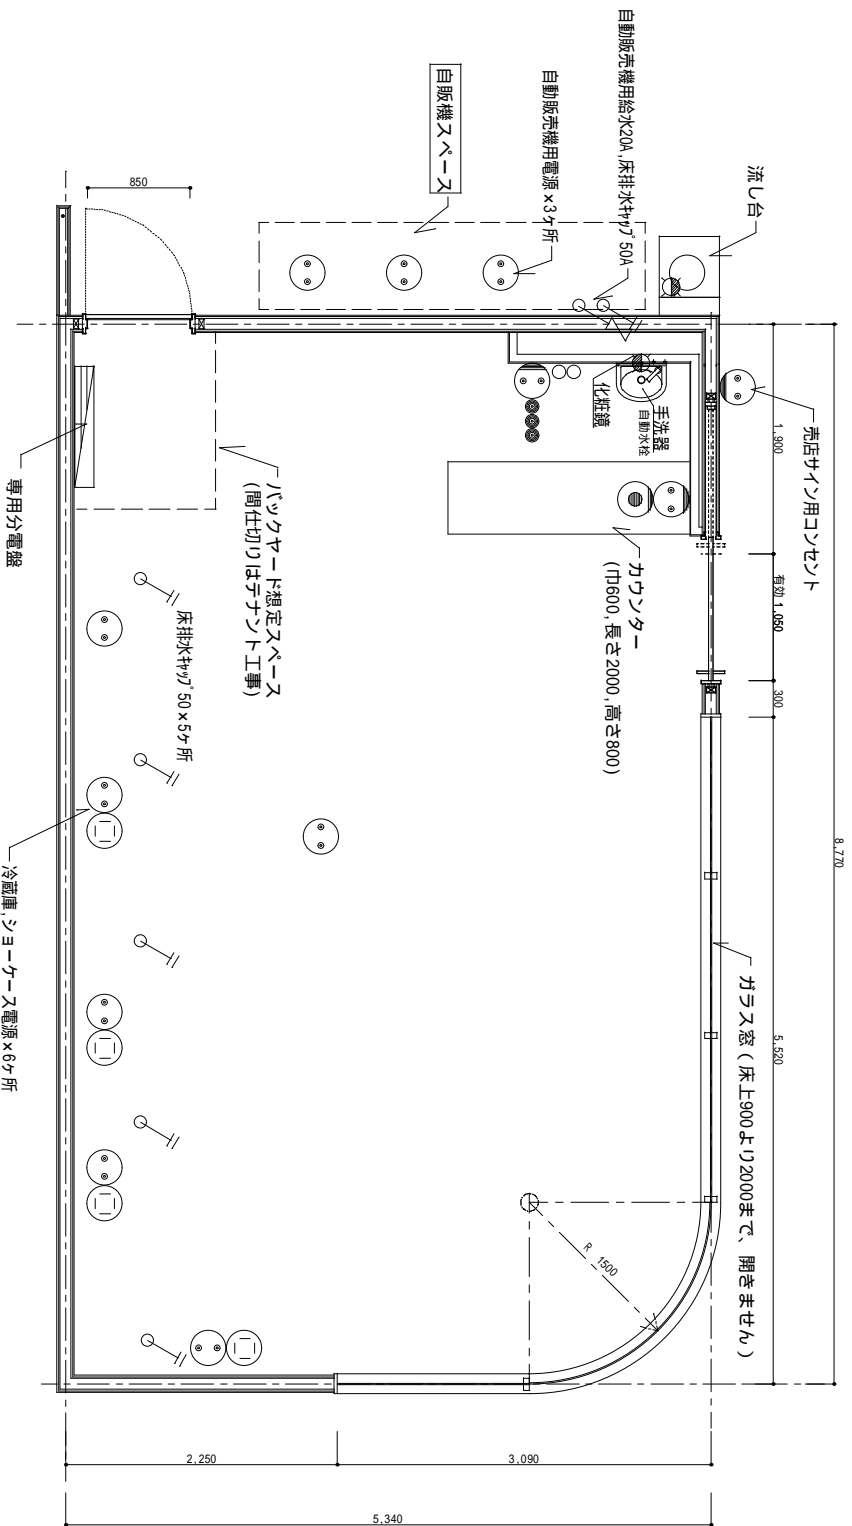 自動販売機用給水20A,床排水ｷｬｯﾌﾟ50A
自動販売機用電源×3ヶ所
自販機スペース
流し台
850
売店サイン用コンセント
手洗器
自動水栓
化粧鏡
1,900
有効 1,050
300
5,520
8,770
カウンター
(巾600,長さ2000,高さ800)
バックヤード想定スペース
(間仕切りはテナント工事)
専用分電盤
床排水ｷｬｯﾌﾟ50×5ヶ所
冷蔵庫,ショーケース電源×6ヶ所
ガラス窓（床上900より2000まで、開きません）
R 1500
2,250
3,090
5,340